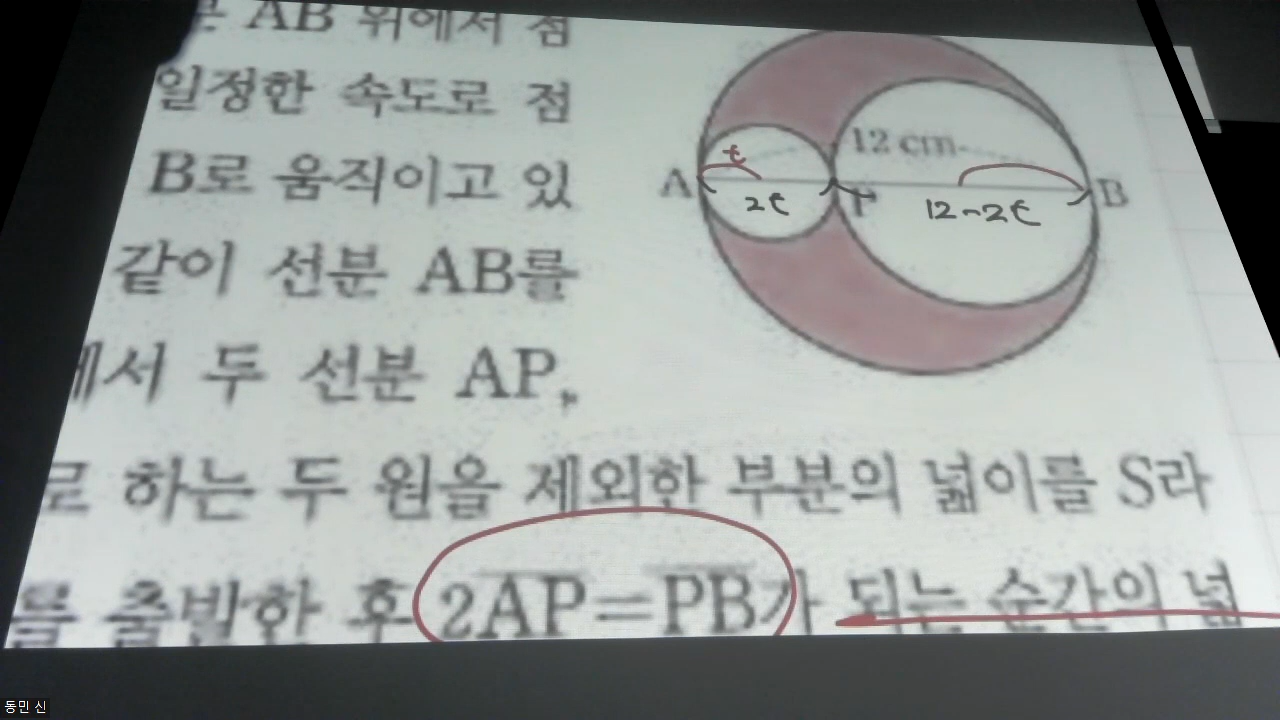 분 AB 위에서 점
일정한 속도로 점
B로 움직이고 있
같이 선분 AB를
에서 두 선분 AP,
로 하는 두 원을 제외한 부분의 넓이를 S라
를 출발한 후 2AP=PB가 되는 순간의 넓
12 cm
t
A
2t
P
12-2t
B
동민 신